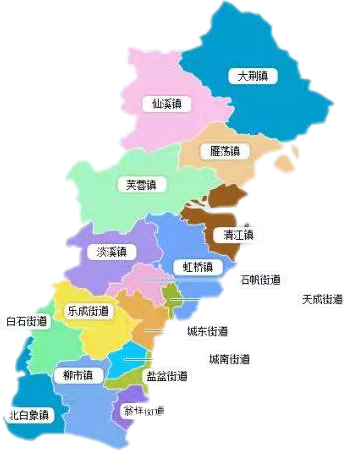 大荆镇
仙溪镇
雁荡镇
芙蓉镇
清江镇
淡溪镇
虹桥镇
石帆街道
天成街道
乐成街道
白石街道
城东街道
城南街道
柳市镇
盐盆街道
北白象镇
翁垟街道